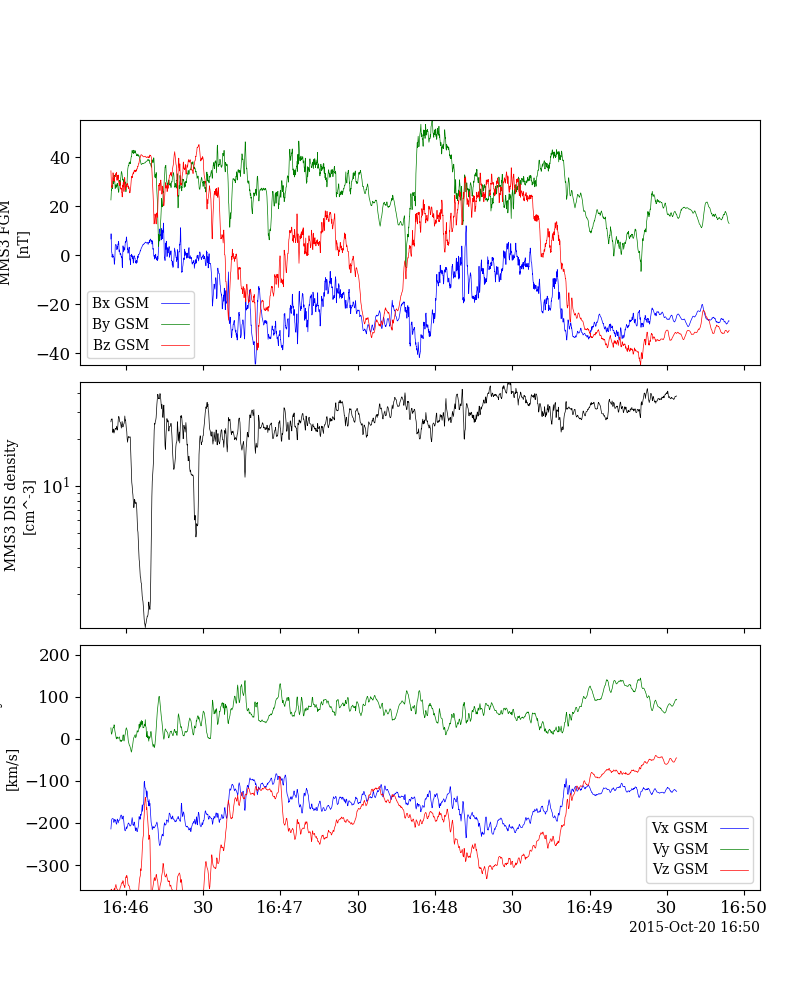 MMS3 FGM
[nT]
40
20
0
−20
−40
Bx GSM
By GSM
Bz GSM
MMS3 DIS density
[cm^-3]
10^1
[km/s]
200
100
0
−100
−200
−300
Vx GSM
Vy GSM
Vz GSM
16:46 30 16:47 30 16:48 30 16:49 30 16:50
2015-Oct-20 16:50